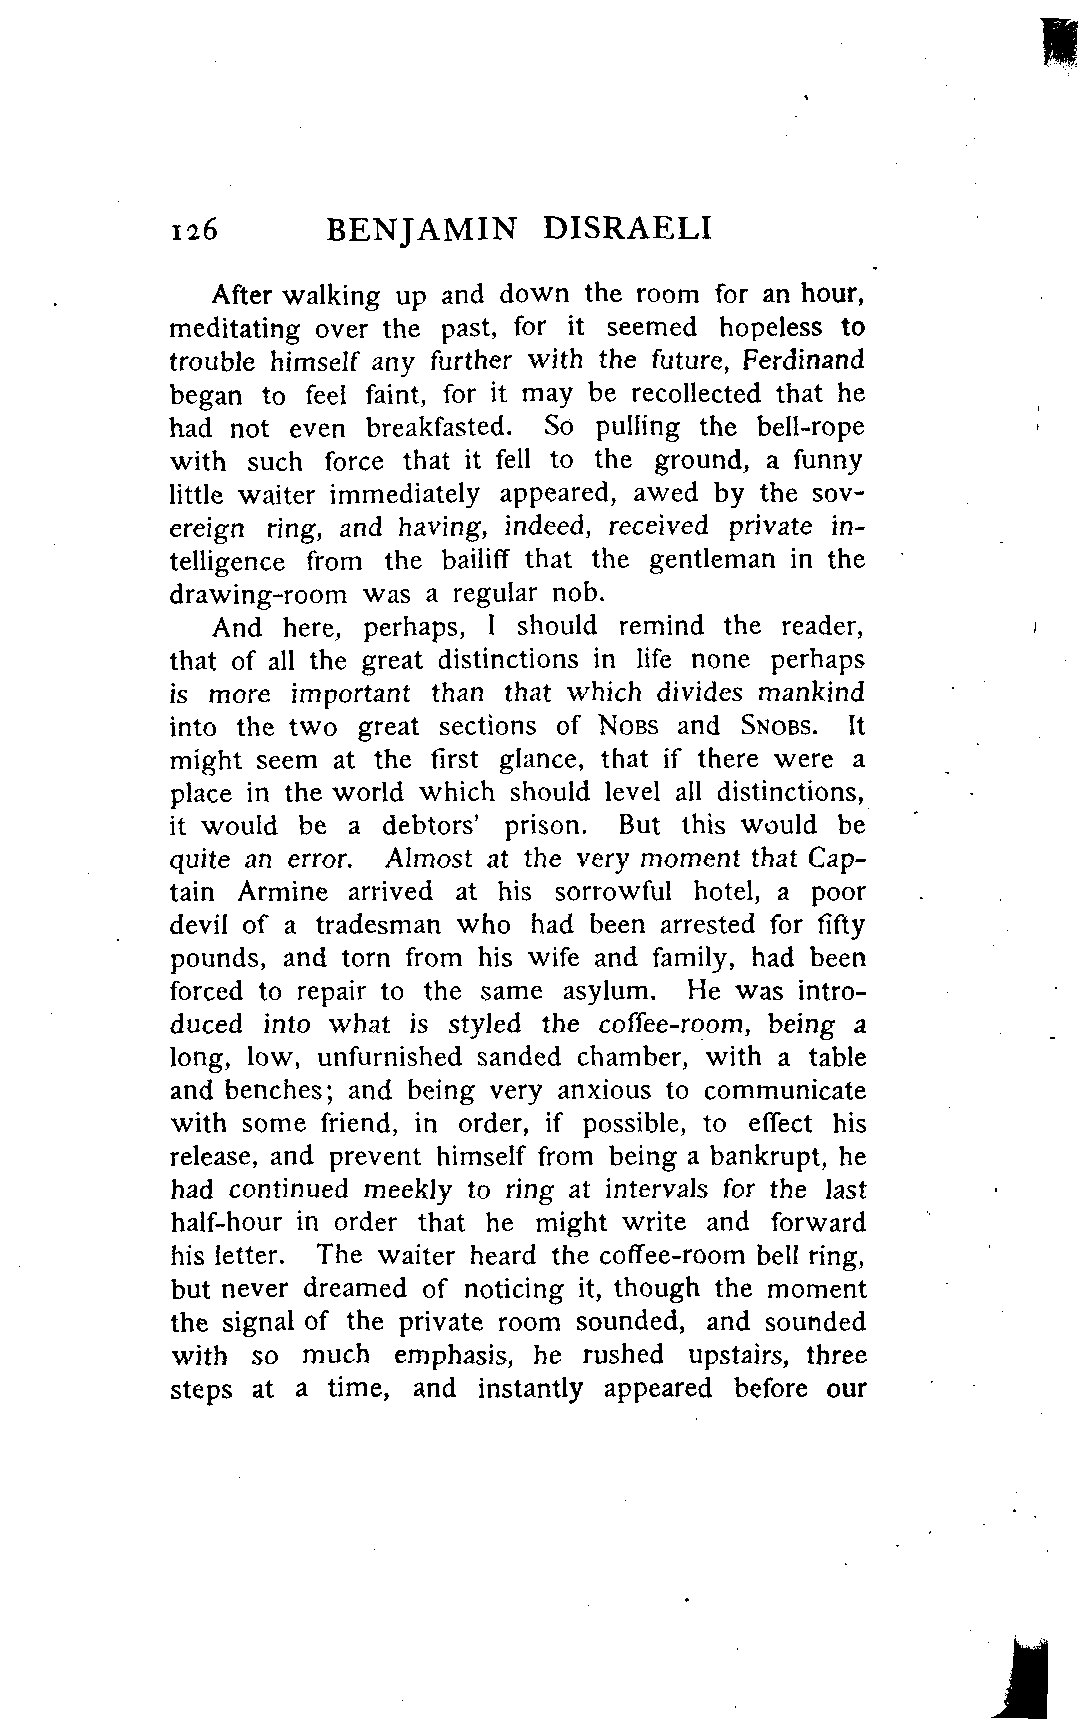 126 BENJAMIN DISRAELI
After walking up and down the room for an hour,
meditating over the past, for it seemed hopeless to
trouble himself any further with the future, Ferdinand
began to feel faint, for it may be recollected that he
had not even breakfasted. So pulling the bell-rope
with such force that it fell to the ground, a funny
little waiter immediately appeared, awed by the sov-
ereign ring, and having, indeed, received private in-
telligence from the bailiff that the gentleman in the
drawing-room was a regular nob.
And here, perhaps, I should remind the reader,
that of all the great distinctions in life none perhaps
is more important than that which divides mankind
into the two great sections of NOBS and SNOBS. It
might seem at the first glance, that if there were a
place in the world which should level all distinctions,
it would be a debtors' prison. But this would be
quite an error. Almost at the very moment that Cap-
tain Armine arrived at his sorrowful hotel, a poor
devil of a tradesman who had been arrested for fifty
pounds, and torn from his wife and family, had been
forced to repair to the same asylum. He was intro-
duced into what is styled the coffee-room, being a
long, low, unfurnished sanded chamber, with a table
and benches; and being very anxious to communicate
with some friend, in order, if possible, to effect his
release, and prevent himself from being a bankrupt, he
had continued meekly to ring at intervals for the last
half-hour in order that he might write and forward
his letter. The waiter heard the coffee-room bell ring,
but never dreamed of noticing it, though the moment
the signal of the private room sounded, and sounded
with so much emphasis, he rushed upstairs, three
steps at a time, and instantly appeared before our